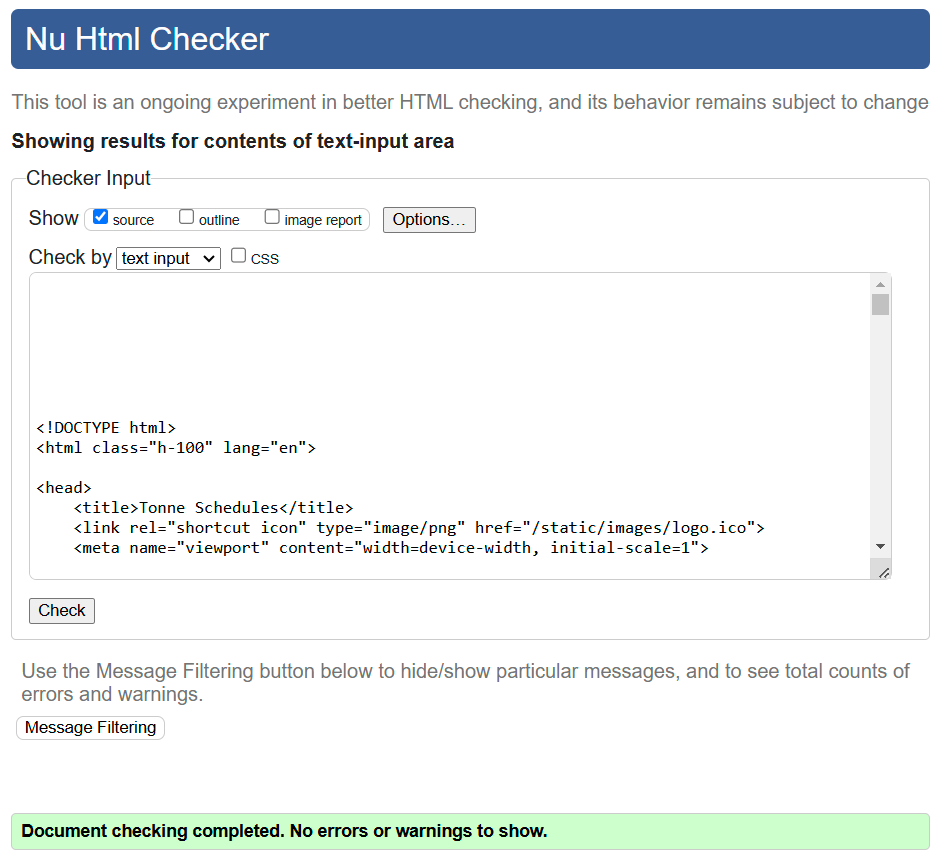 Nu Html Checker
This tool is an ongoing experiment in better HTML checking, and its behavior remains subject to change
Showing results for contents of text-input area
Checker Input
Show source outline image report Options...
Check by text input CSS
<!DOCTYPE html>
<html class="h-100" lang="en">
<head>
<title>Tonne Schedules</title>
<link rel="shortcut icon" type="image/png" href="/static/images/logo.ico">
<meta name="viewport" content="width=device-width, initial-scale=1">
Check
Use the Message Filtering button below to hide/show particular messages, and to see total counts of
errors and warnings.
Message Filtering
Document checking completed. No errors or warnings to show.